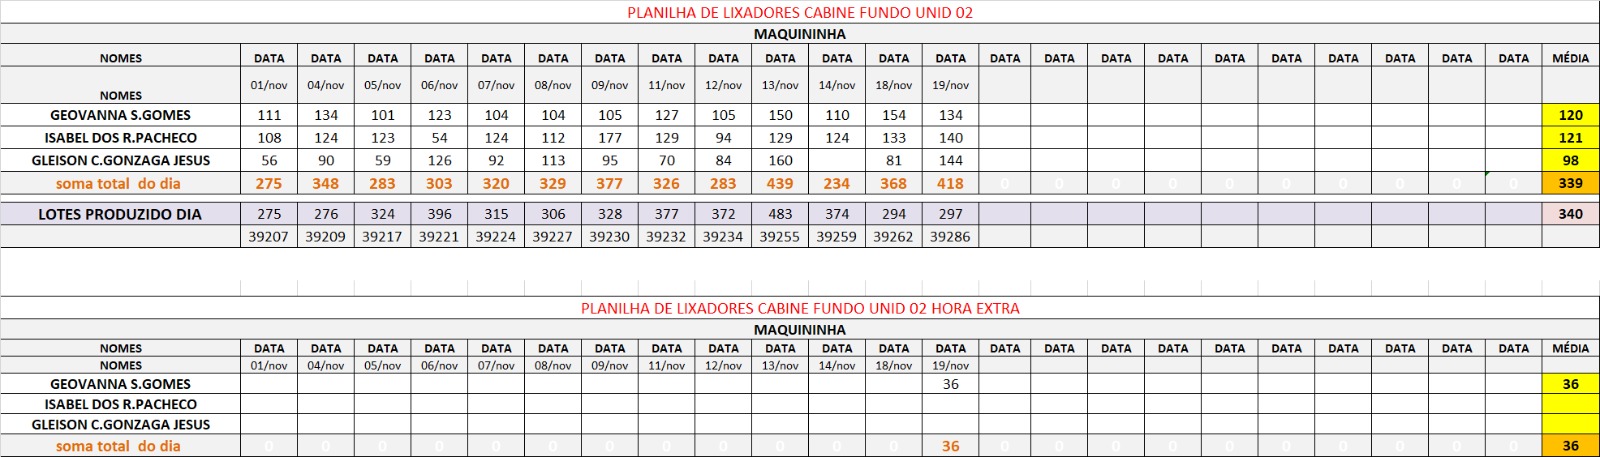 PLANILHA DE LIXADORES CABINE FUNDO UNID 02
MAQUININHA
NOMES DATA DATA DATA DATA DATA DATA DATA DATA DATA DATA DATA DATA DATA DATA DATA DATA DATA DATA DATA DATA DATA DATA DATA MÉDIA
NOMES 01/nov 04/nov 05/nov 06/nov 07/nov 08/nov 09/nov 11/nov 12/nov 13/nov 14/nov 18/nov 19/nov
GEOVANNA S.GOMES 111 134 101 123 104 104 105 127 105 150 110 154 134 120
ISABEL DOS R.PACHECO 108 124 123 54 124 112 177 129 94 129 124 133 140 121
GLEISON C.GONZAGA JESUS 56 90 59 126 92 113 95 70 84 160 81 144 98
soma total do dia 275 348 283 303 320 329 377 326 283 439 234 368 418 0 0 0 0 0 0 0 0 0 0 339
LOTES PRODUZIDO DIA 275 276 324 396 315 306 328 377 372 483 374 294 297 340
39207 39209 39217 39221 39224 39227 39230 39232 39234 39255 39259 39262 39286
PLANILHA DE LIXADORES CABINE FUNDO UNID 02 HORA EXTRA
MAQUININHA
NOMES DATA DATA DATA DATA DATA DATA DATA DATA DATA DATA DATA DATA DATA DATA DATA DATA DATA DATA DATA DATA DATA DATA DATA MÉDIA
NOMES 01/nov 04/nov 05/nov 06/nov 07/nov 08/nov 09/nov 11/nov 12/nov 13/nov 14/nov 18/nov 19/nov
GEOVANNA S.GOMES 36 36
ISABEL DOS R.PACHECO
GLEISON C.GONZAGA JESUS
soma total do dia 0 0 0 0 0 0 0 0 0 0 0 0 36 0 0 0 0 0 0 0 0 0 0 36